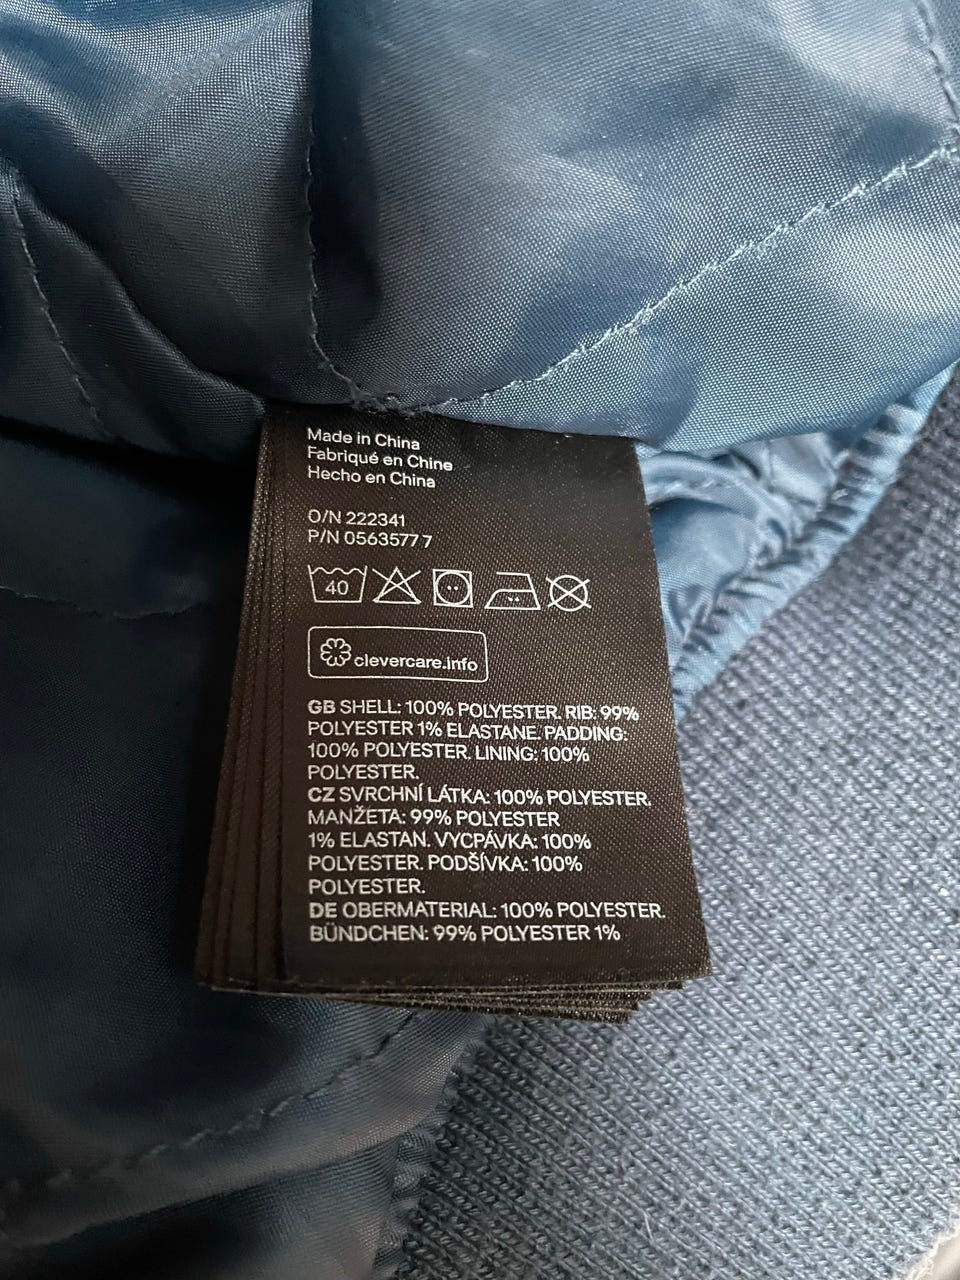 Made in China
Fabriqué en Chine
Hecho en China
O/N 222341
P/N 0563577 7
40
clevercare.info
GB SHELL: 100% POLYESTER. RIB: 99%
POLYESTER 1% ELASTANE. PADDING:
100% POLYESTER. LINING: 100%
POLYESTER.
CZ SVRCHNÍ LÁTKA: 100% POLYESTER.
MANŽETA: 99% POLYESTER
1% ELASTAN. VYCPÁVKA: 100%
POLYESTER. PODŠÍVKA: 100%
POLYESTER.
DE OBERMATERIAL: 100% POLYESTER.
BÜNDCHEN: 99% POLYESTER 1%